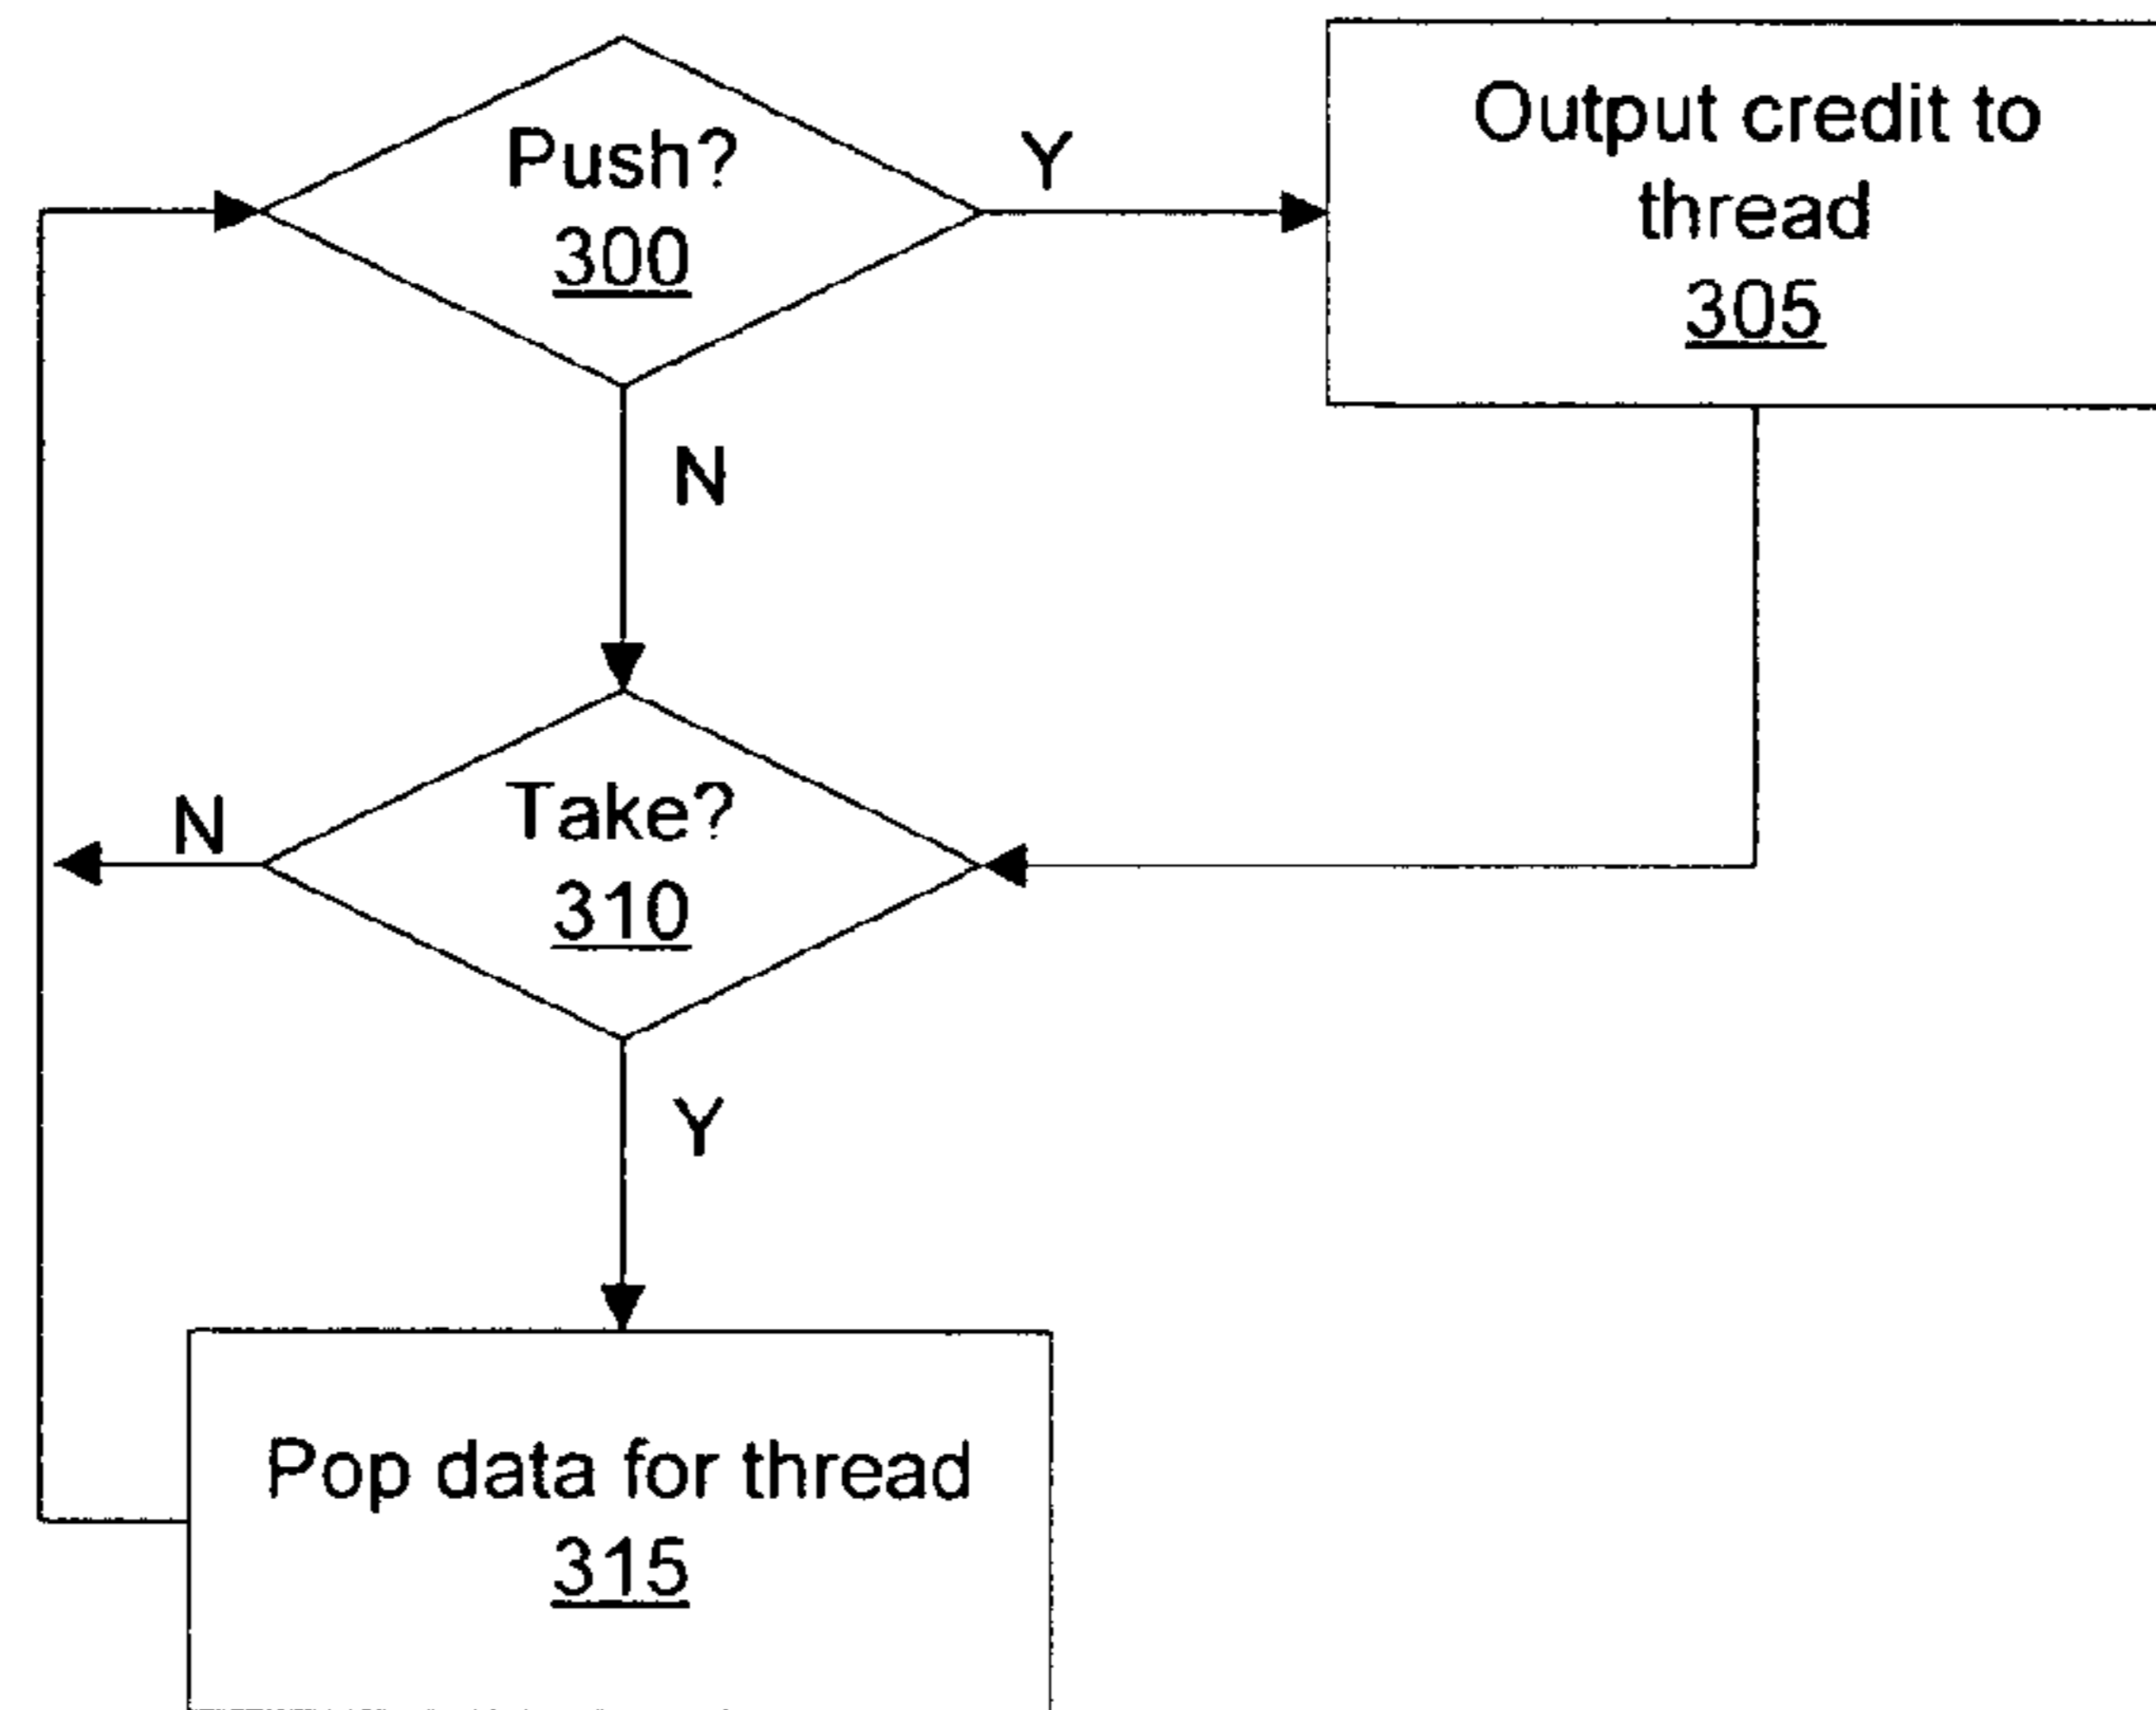 Push?
300
Y
Output credit to
thread
305
N
Take?
310
N
Y
Pop data for thread
315